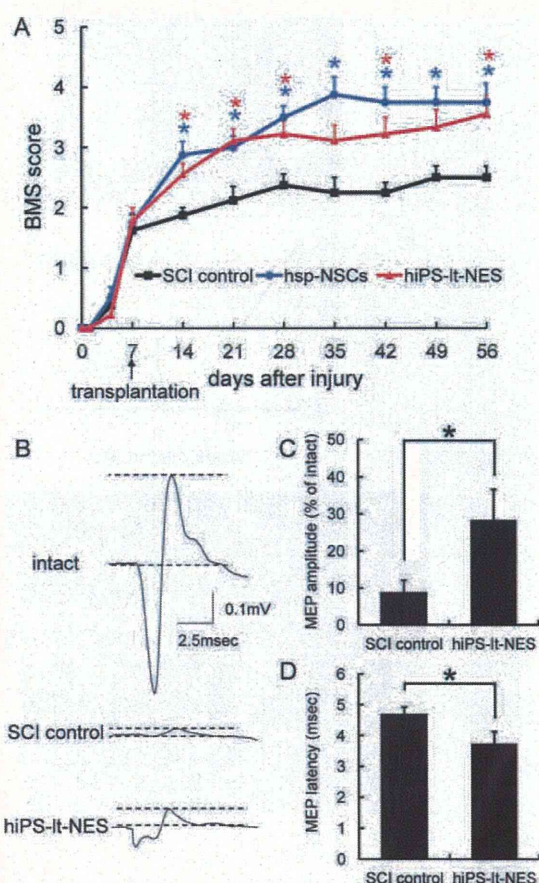 A
BMS score
5
4
3
2
1
0
* * * * * *
* * * * * * *
SCI control hsp-NSCs hiPS-lt-NES
0 7 14 21 28 35 42 49 56
transplantation
days after injury
B
intact
0.1mV
2.5msec
SCI control
hiPS-lt-NES
C
MEP amplitude (% of intact)
50
40
30
20
10
0
*
SCI control hiPS-lt-NES
D
MEP latency (msec)
6
5
4
3
2
1
0
*
SCI control hiPS-lt-NES